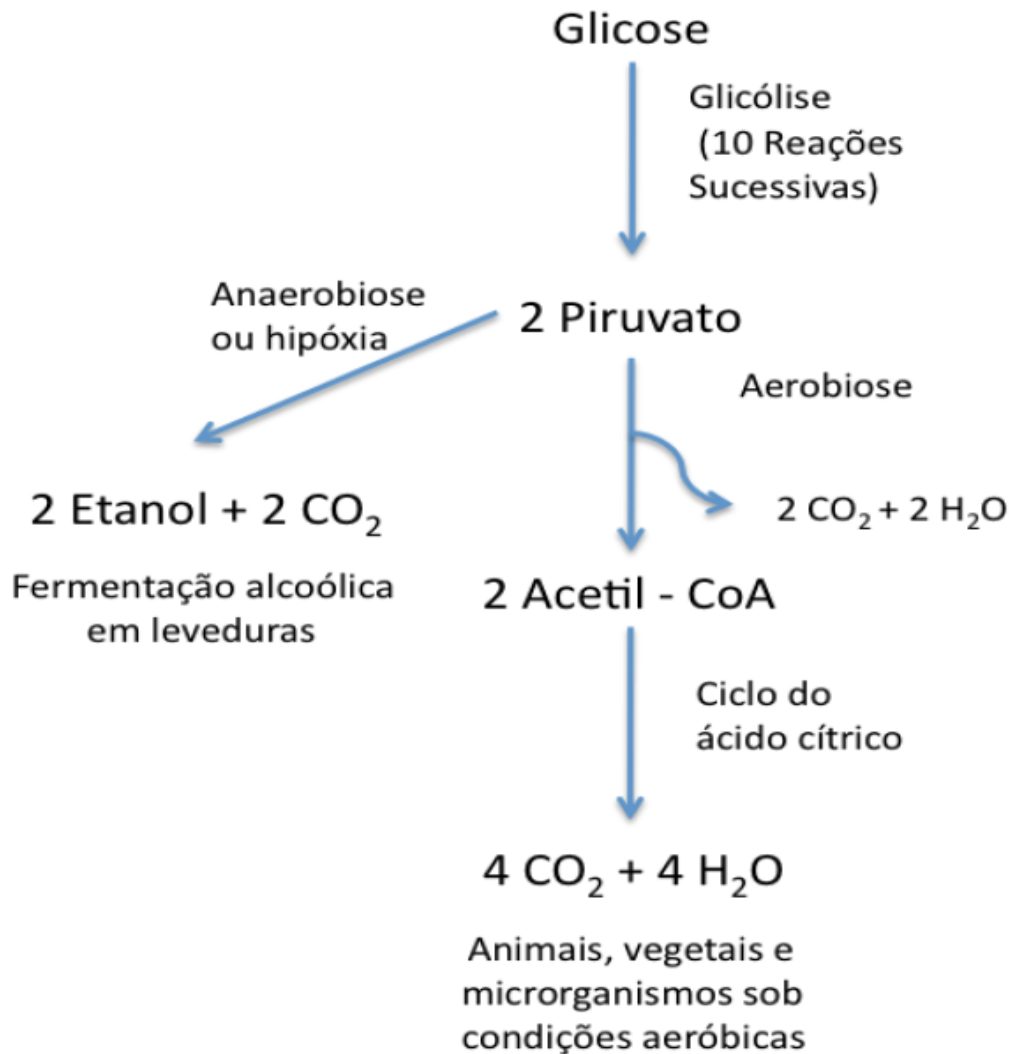 Glicose
Glicólise
(10 Reações
Sucessivas)
Anaerobiose
ou hipóxia
2 Piruvato
Aerobiose
2 Etanol + 2 CO₂
2 CO₂ + 2 H₂O
Fermentação alcoólica
em leveduras
2 Acetil - CoA
Ciclo do
ácido cítrico
4 CO₂ + 4 H₂O
Animais, vegetais e
microrganismos sob
condições aeróbicas